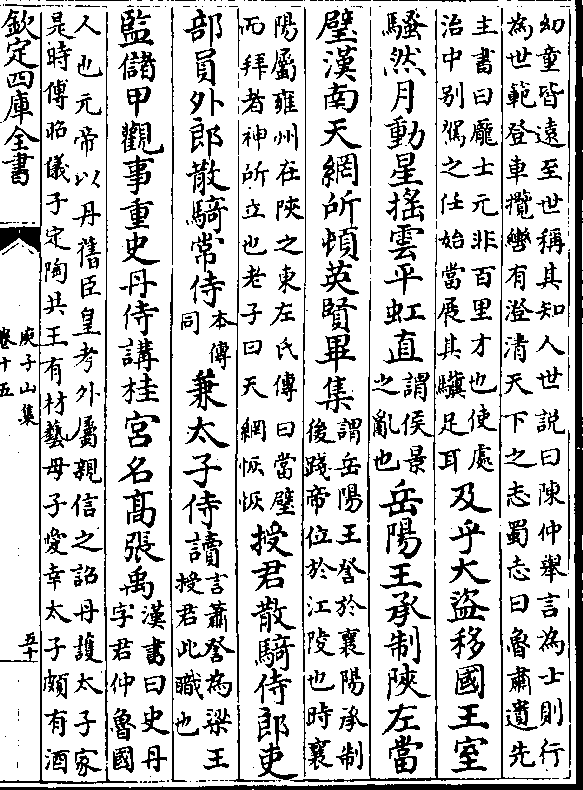 幼童皆遠至世稱其知人世説曰陳仲舉言為士則行
為世範登車攬轡有澄清天下之志蜀志曰魯肅遺先
主書曰龐士元非百里才也使處
治中别駕之任始當展其驥足耳
及乎大盜移國王室
騷然月動星摇雲平虹直
謂侯景
之亂也
岳陽王承制陝左當
璧漢南天網所頓英賢畢集
謂岳陽王詧於襄陽承制
後踐帝位於江陵也時襄
陽屬雍州在陝之東左氏傳曰當璧
而拜者神所立也老子曰天網恢恢
授君散騎侍郎吏
部員外郎散騎常侍
本傳
同
兼太子侍讀
言蕭詧為梁王
授君此職也
監儲甲觀事重史丹侍講桂宫名高張禹
漢書曰史丹
字君仲魯國
人也元帝以丹舊臣皇考外屬親信之詔丹護太子家
是時傅昭儀子定陶共王有材藝母子愛幸太子頗有酒
欽定四庫全書
庾子山集
卷十五
五十